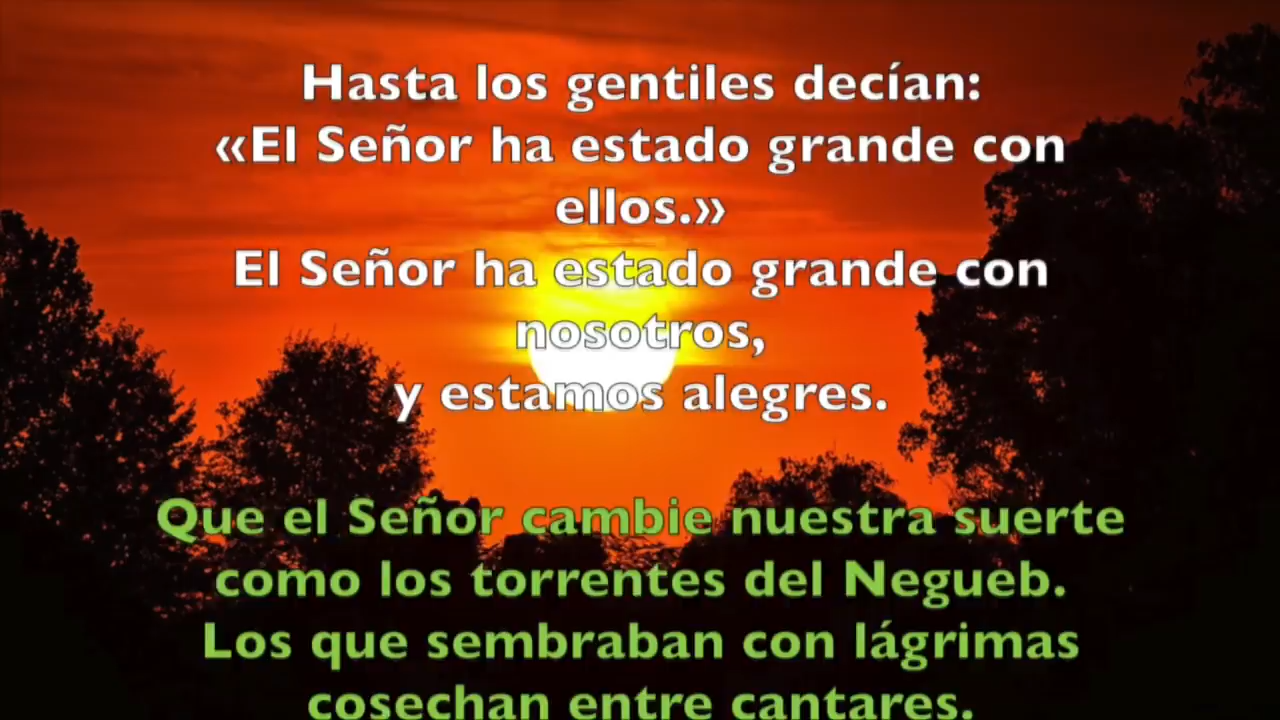 Hasta los gentiles decían:
«El Señor ha estado grande con
ellos.»
El Señor ha estado grande con
nosotros,
y estamos alegres.
Que el Señor cambie nuestra suerte
como los torrentes del Negueb.
Los que sembraban con lágrimas
cosechan entre cantares.